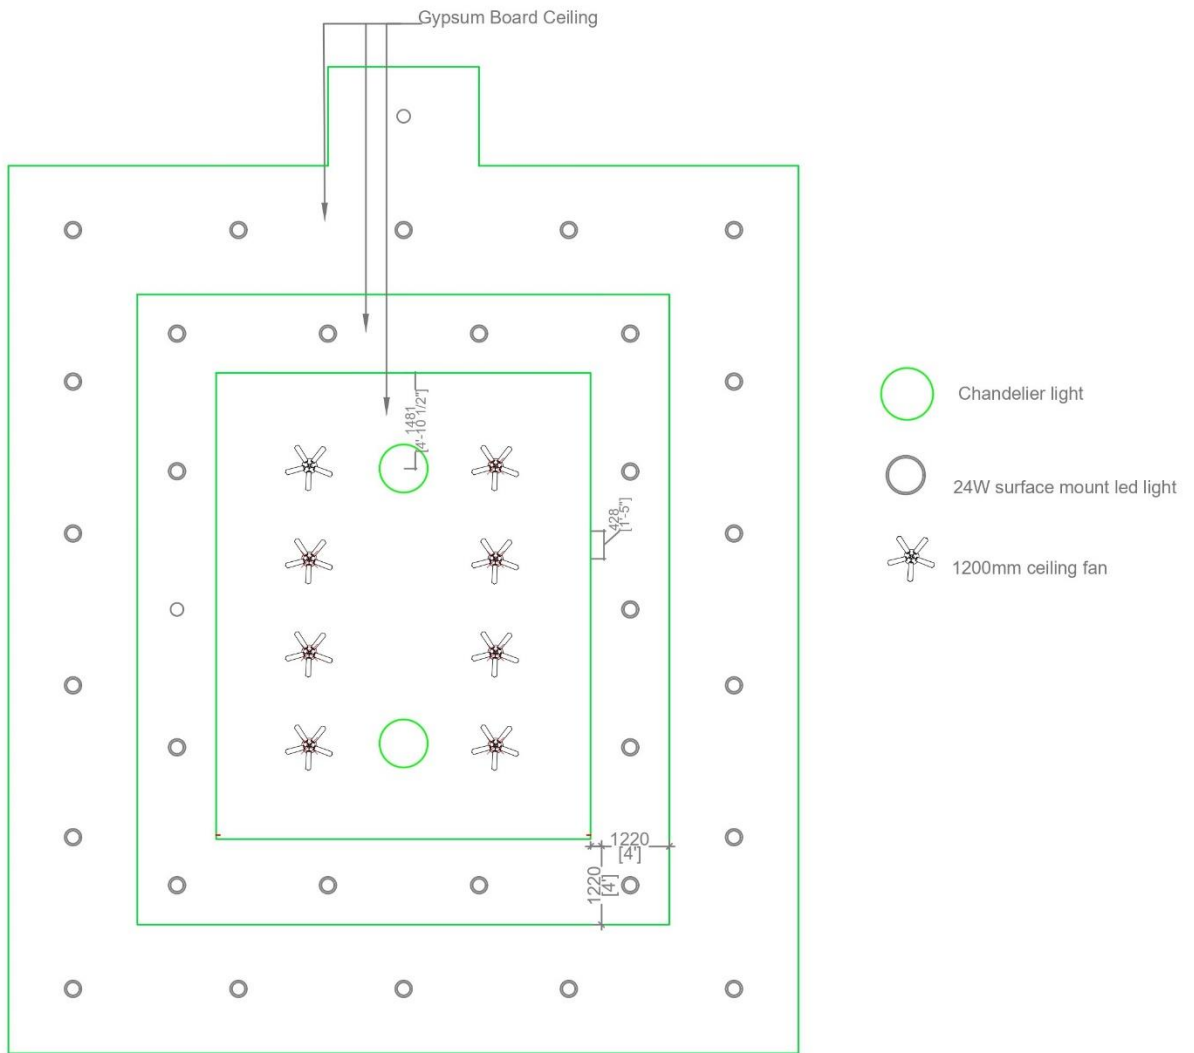 Gypsum Board Ceiling
1481
[4'-10 1/2"]
Chandelier light
24W surface mount led light
428
[1'-5"]
1200mm ceiling fan
1220
[4']
1220
[4']